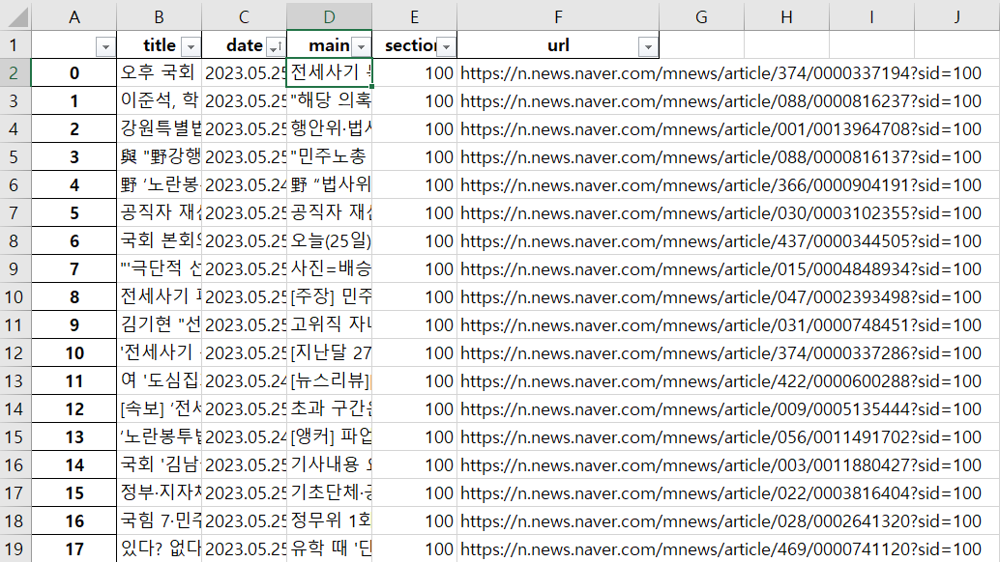 A B C D E F G H I J
1 title date main section url
2 0 오후 국회 2023.05.25 전세사기 100 https://n.news.naver.com/mnews/article/374/0000337194?sid=100
3 1 이준석, 학 2023.05.25 "해당 의혹 100 https://n.news.naver.com/mnews/article/088/0000816237?sid=100
4 2 강원특별법 2023.05.25 행안위·법사 100 https://n.news.naver.com/mnews/article/001/0013964708?sid=100
5 3 與 "野강행 2023.05.25 "민주노총 100 https://n.news.naver.com/mnews/article/088/0000816137?sid=100
6 4 野 ‘노란봉 2023.05.24 野 “법사위 100 https://n.news.naver.com/mnews/article/366/0000904191?sid=100
7 5 공직자 재산 2023.05.25 공직자 재산 100 https://n.news.naver.com/mnews/article/030/0003102355?sid=100
8 6 국회 본회의 2023.05.25 오늘(25일) 100 https://n.news.naver.com/mnews/article/437/0000344505?sid=100
9 7 "'극단적 선 2023.05.25 사진=배승 100 https://n.news.naver.com/mnews/article/015/0004848934?sid=100
10 8 전세사기 피 2023.05.25 [주장] 민주 100 https://n.news.naver.com/mnews/article/047/0002393498?sid=100
11 9 김기현 "선 2023.05.25 고위직 자녀 100 https://n.news.naver.com/mnews/article/031/0000748451?sid=100
12 10 '전세사기 2023.05.25 [지난달 27 100 https://n.news.naver.com/mnews/article/374/0000337286?sid=100
13 11 여 '도심집 2023.05.24 [뉴스리뷰] 100 https://n.news.naver.com/mnews/article/422/0000600288?sid=100
14 12 [속보] ‘전세 2023.05.25 초과 구간은 100 https://n.news.naver.com/mnews/article/009/0005135444?sid=100
15 13 ‘노란봉투법 2023.05.24 [앵커] 파업 100 https://n.news.naver.com/mnews/article/056/0011491702?sid=100
16 14 국회 '김남국 2023.05.25 기사내용 요 100 https://n.news.naver.com/mnews/article/003/0011880427?sid=100
17 15 정부·지자체 2023.05.25 기초단체·공 100 https://n.news.naver.com/mnews/article/022/0003816404?sid=100
18 16 국힘 7·민주 2023.05.25 정무위 1회 100 https://n.news.naver.com/mnews/article/028/0002641320?sid=100
19 17 있다? 없다 2023.05.25 유학 때 '단 100 https://n.news.naver.com/mnews/article/469/0000741120?sid=100